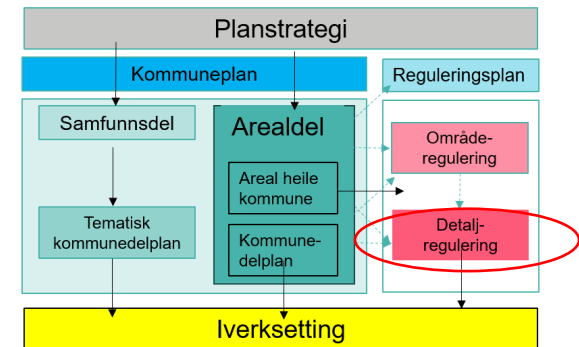 Planstrategi
Kommuneplan
Reguleringsplan
Samfunnsdel
Arealdel
Område-
regulering
Areal heile
kommune
Tematisk
kommunedelplan
Kommune-
delplan
Detalj-
regulering
Iverksetting